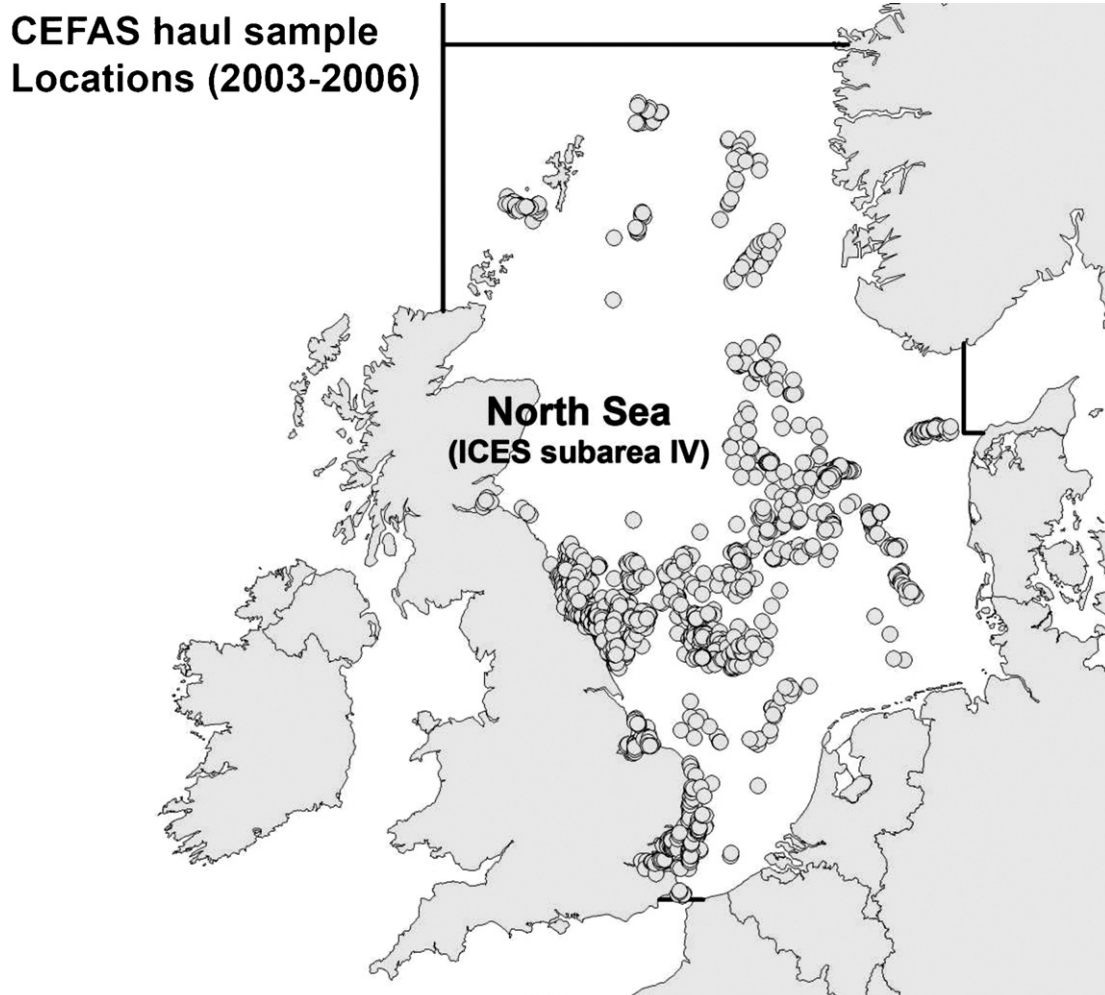 CEFAS haul sample
Locations (2003-2006)
North Sea
(ICES subarea IV)